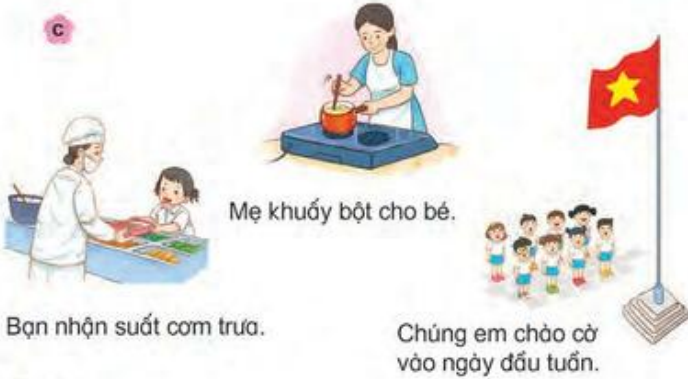 c
Mẹ khuấy bột cho bé.
Bạn nhận suất cơm trưa.
Chúng em chào cờ
vào ngày đầu tuần.